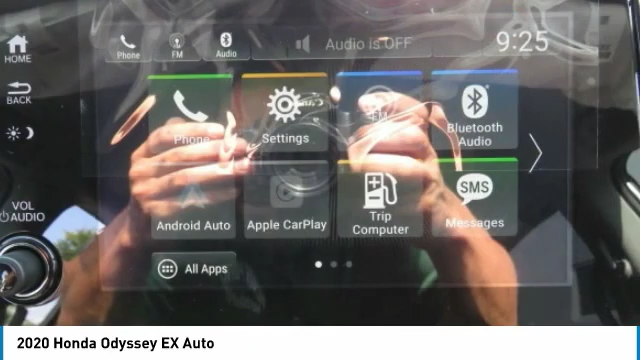 HOME
BACK
VOL
AUDIO
Phone
FM
Audio
Audio is OFF
9:25
Phone
Settings
FM
Bluetooth
Audio
Android Auto
Apple CarPlay
Trip
Computer
SMS
Messages
All Apps
2020 Honda Odyssey EX Auto